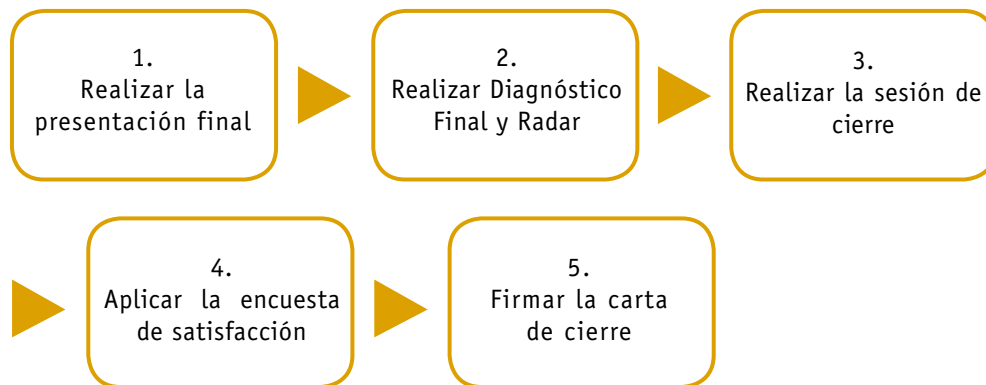 1.
Realizar la
presentación final
2.
Realizar Diagnóstico
Final y Radar
3.
Realizar la sesión de
cierre
4.
Aplicar la encuesta
de satisfacción
5.
Firmar la carta
de cierre